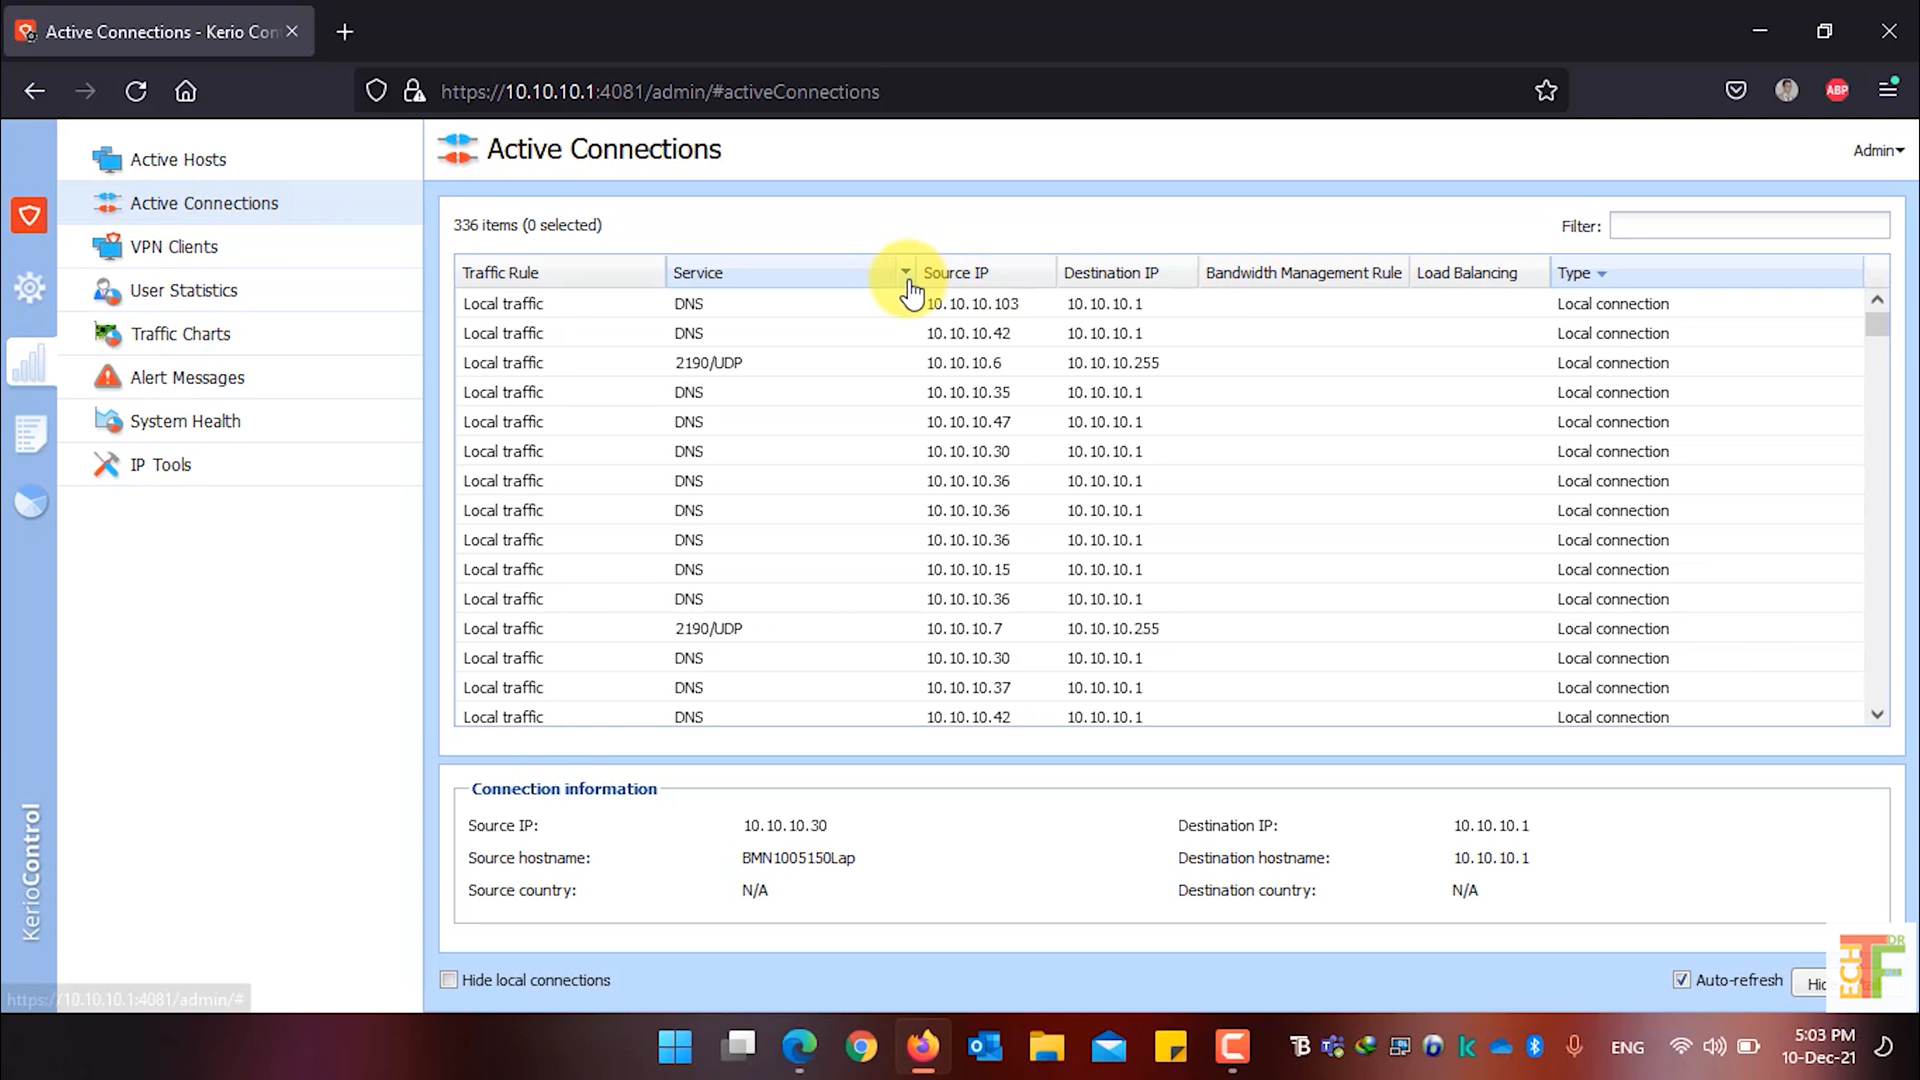 Active Connections - Kerio Con
https://10.10.10.1:4081/admin/#activeConnections
ABP
Active Hosts
Active Connections
VPN Clients
User Statistics
Traffic Charts
Alert Messages
System Health
IP Tools
KerioControl
Active Connections
Admin
336 items (0 selected)
Filter:
Traffic Rule Service Source IP Destination IP Bandwidth Management Rule Load Balancing Type
Local traffic DNS 10.10.10.103 10.10.10.1 Local connection
Local traffic DNS 10.10.10.42 10.10.10.1 Local connection
Local traffic 2190/UDP 10.10.10.6 10.10.10.255 Local connection
Local traffic DNS 10.10.10.35 10.10.10.1 Local connection
Local traffic DNS 10.10.10.47 10.10.10.1 Local connection
Local traffic DNS 10.10.10.30 10.10.10.1 Local connection
Local traffic DNS 10.10.10.36 10.10.10.1 Local connection
Local traffic DNS 10.10.10.36 10.10.10.1 Local connection
Local traffic DNS 10.10.10.36 10.10.10.1 Local connection
Local traffic DNS 10.10.10.15 10.10.10.1 Local connection
Local traffic DNS 10.10.10.36 10.10.10.1 Local connection
Local traffic 2190/UDP 10.10.10.7 10.10.10.255 Local connection
Local traffic DNS 10.10.10.30 10.10.10.1 Local connection
Local traffic DNS 10.10.10.37 10.10.10.1 Local connection
Local traffic DNS 10.10.10.42 10.10.10.1 Local connection
Connection information
Source IP: 10.10.10.30 Destination IP: 10.10.10.1
Source hostname: BMN1005150Lap Destination hostname: 10.10.10.1
Source country: N/A Destination country: N/A
Hide local connections
Auto-refresh
https://10.10.10.1:4081/admin/#
ENG
5:03 PM
10-Dec-21